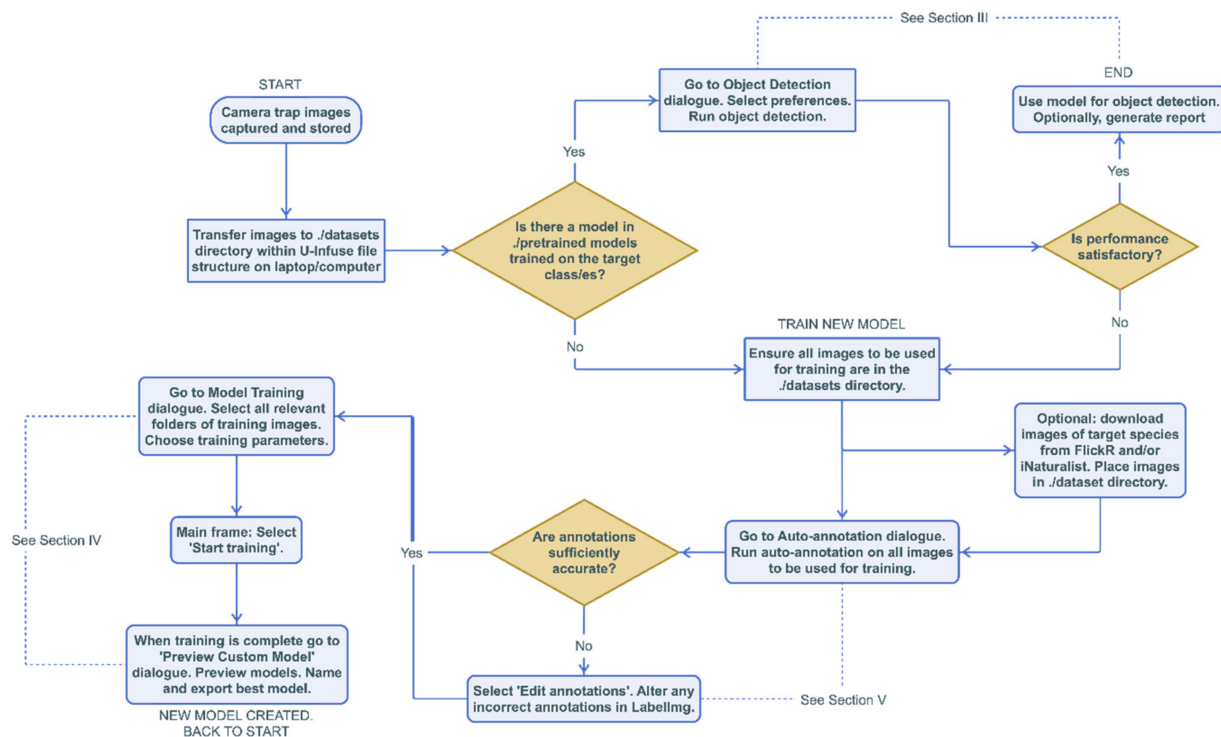 See Section III
START
Camera trap images
captured and stored
Transfer images to ./datasets
directory within U-Infuse file
structure on laptop/computer
Is there a model in
./pretrained models
trained on the target
class/es?
Yes
Go to Object Detection
dialogue. Select preferences.
Run object detection.
END
Use model for object detection.
Optionally, generate report
Yes
Is performance
satisfactory?
No
No
TRAIN NEW MODEL
Ensure all images to be used
for training are in the
./datasets directory.
Optional: download
images of target species
from FlickR and/or
iNaturalist. Place images
in ./dataset directory.
Go to Auto-annotation dialogue.
Run auto-annotation on all images
to be used for training.
Are annotations
sufficiently
accurate?
Yes
No
Select 'Edit annotations'. Alter any
incorrect annotations in LabelImg.
See Section V
Go to Model Training
dialogue. Select all relevant
folders of training images.
Choose training parameters.
See Section IV
Main frame: Select
'Start training'.
When training is complete go to
'Preview Custom Model'
dialogue. Preview models. Name
and export best model.
NEW MODEL CREATED.
BACK TO START